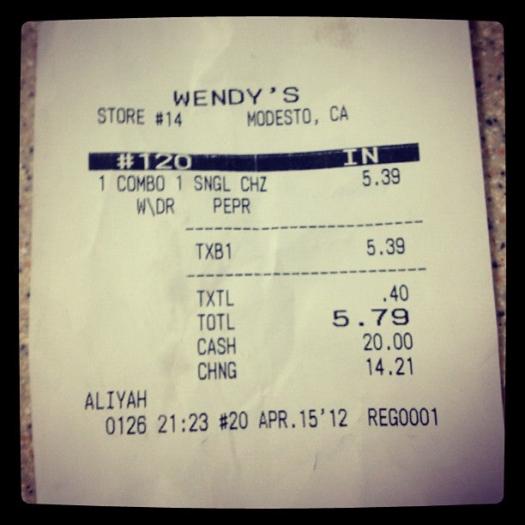 WENDY'S
STORE #14 MODESTO, CA
#120 IN
1 COMBO 1 SNGL CHZ 5.39
W\DR PEPR
TXB1 5.39
TXTL .40
TOTL 5.79
CASH 20.00
CHNG 14.21
ALIYAH
0126 21:23 #20 APR.15'12 REG0001